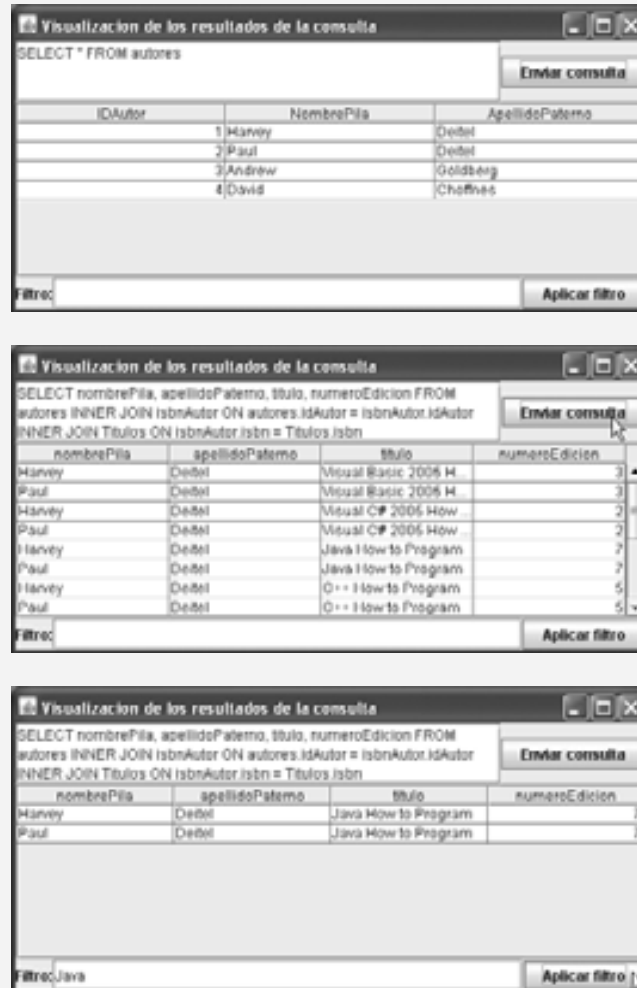 Visualizacion de los resultados de la consulta
SELECT * FROM autores
Enviar consulta
IDAutor NombrePila ApellidoPaterno
1 Harvey Deitel
2 Paul Deitel
3 Andrew Goldberg
4 David Choffnes
Filtro: Aplicar filtro
Visualizacion de los resultados de la consulta
SELECT nombrePila, apellidoPaterno, titulo, numeroEdicion FROM
autores INNER JOIN isbnAutor ON autores.idAutor = isbnAutor.idAutor
INNER JOIN Titulos ON isbnAutor.isbn = Titulos.isbn
Enviar consulta
nombrePila apellidoPaterno titulo numeroEdicion
Harvey Deitel Visual Basic 2005 H... 3
Paul Deitel Visual Basic 2005 H... 3
Harvey Deitel Visual C# 2005 How ... 2
Paul Deitel Visual C# 2005 How ... 2
Harvey Deitel Java How to Program 7
Paul Deitel Java How to Program 7
Harvey Deitel C++ How to Program 5
Paul Deitel C++ How to Program 5
Filtro: Aplicar filtro
Visualizacion de los resultados de la consulta
SELECT nombrePila, apellidoPaterno, titulo, numeroEdicion FROM
autores INNER JOIN isbnAutor ON autores.idAutor = isbnAutor.idAutor
INNER JOIN Titulos ON isbnAutor.isbn = Titulos.isbn
Enviar consulta
nombrePila apellidoPaterno titulo numeroEdicion
Harvey Deitel Java How to Program
Paul Deitel Java How to Program
Filtro: Java Aplicar filtro